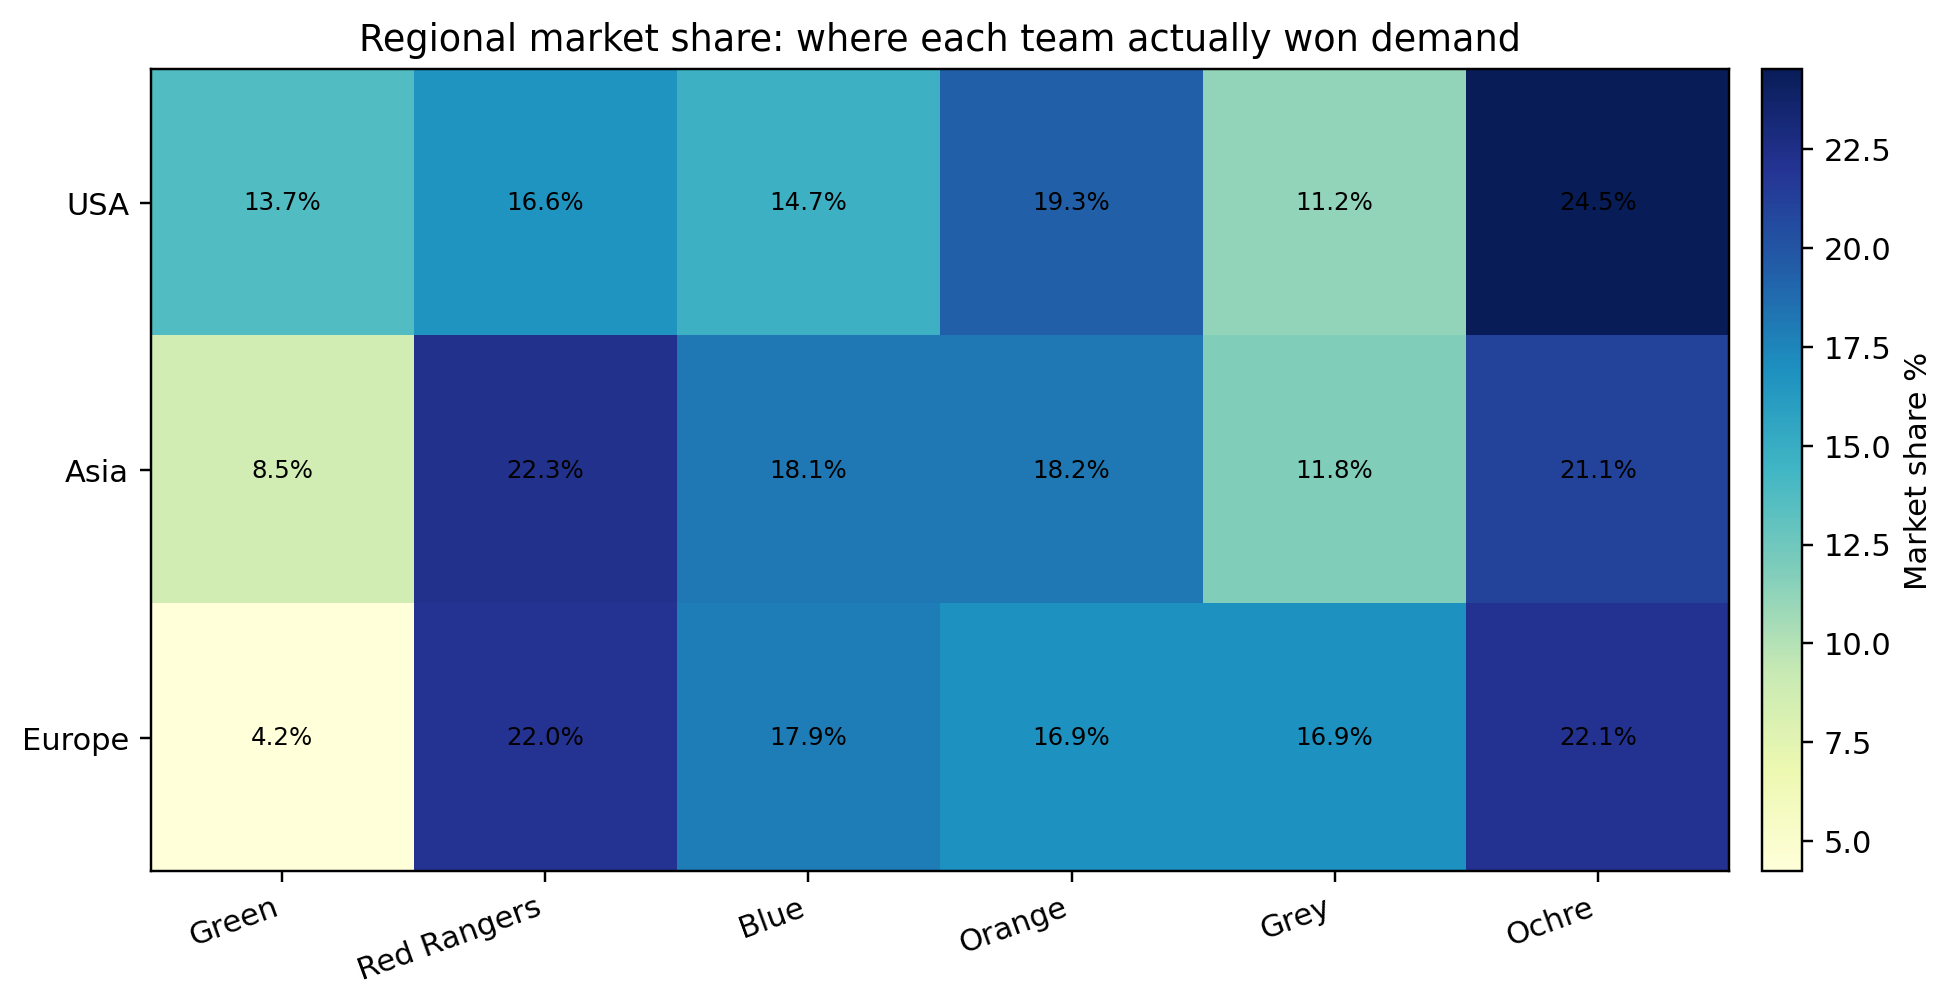 Regional market share: where each team actually won demand
USA
13.7%
16.6%
14.7%
19.3%
11.2%
24.5%
Asia
8.5%
22.3%
18.1%
18.2%
11.8%
21.1%
Europe
4.2%
22.0%
17.9%
16.9%
16.9%
22.1%
Green
Red Rangers
Blue
Orange
Grey
Ochre
22.5
20.0
17.5
15.0
12.5
10.0
7.5
5.0
Market share %